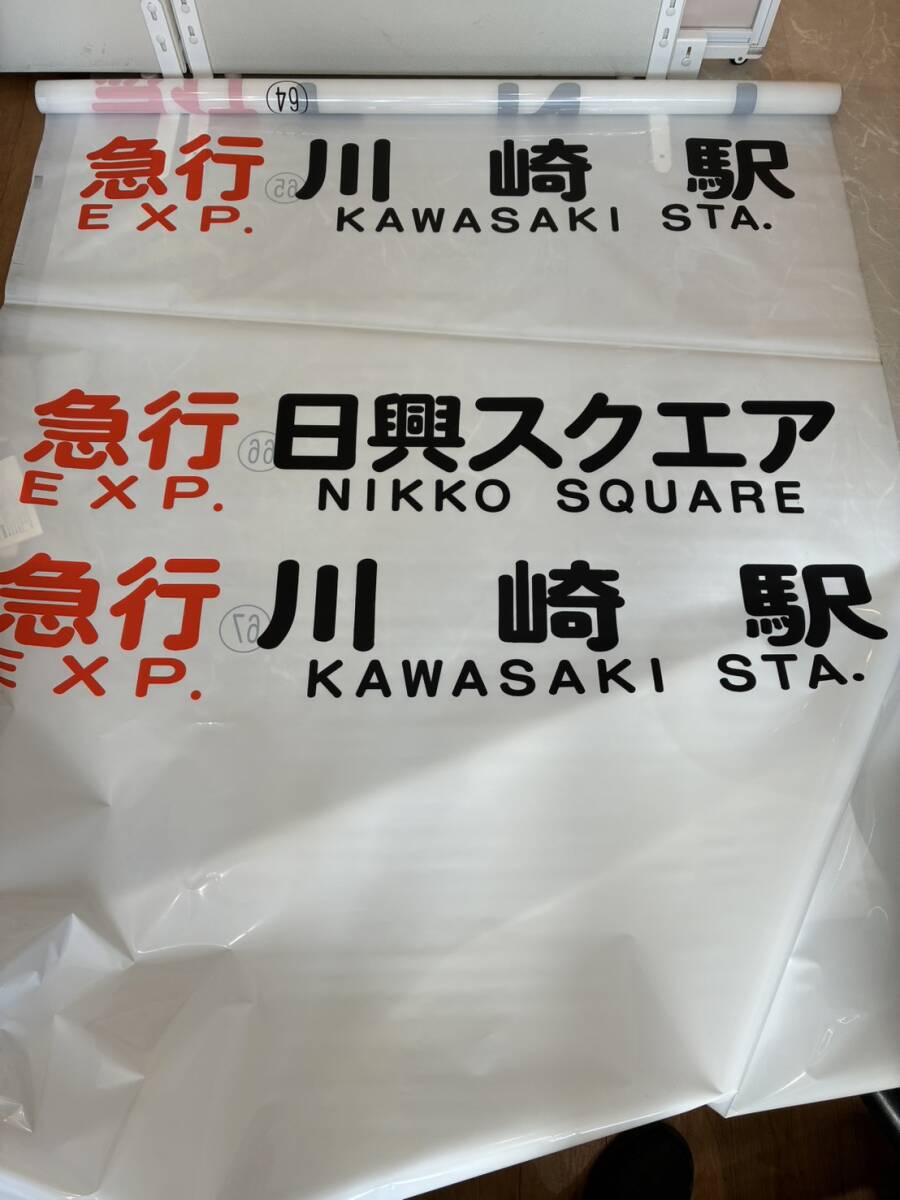 64
急行 65 川崎駅
EXP. KAWASAKI STA.
急行 66 日興スクエア
EXP. NIKKO SQUARE
急行 67 川崎駅
EXP. KAWASAKI STA.